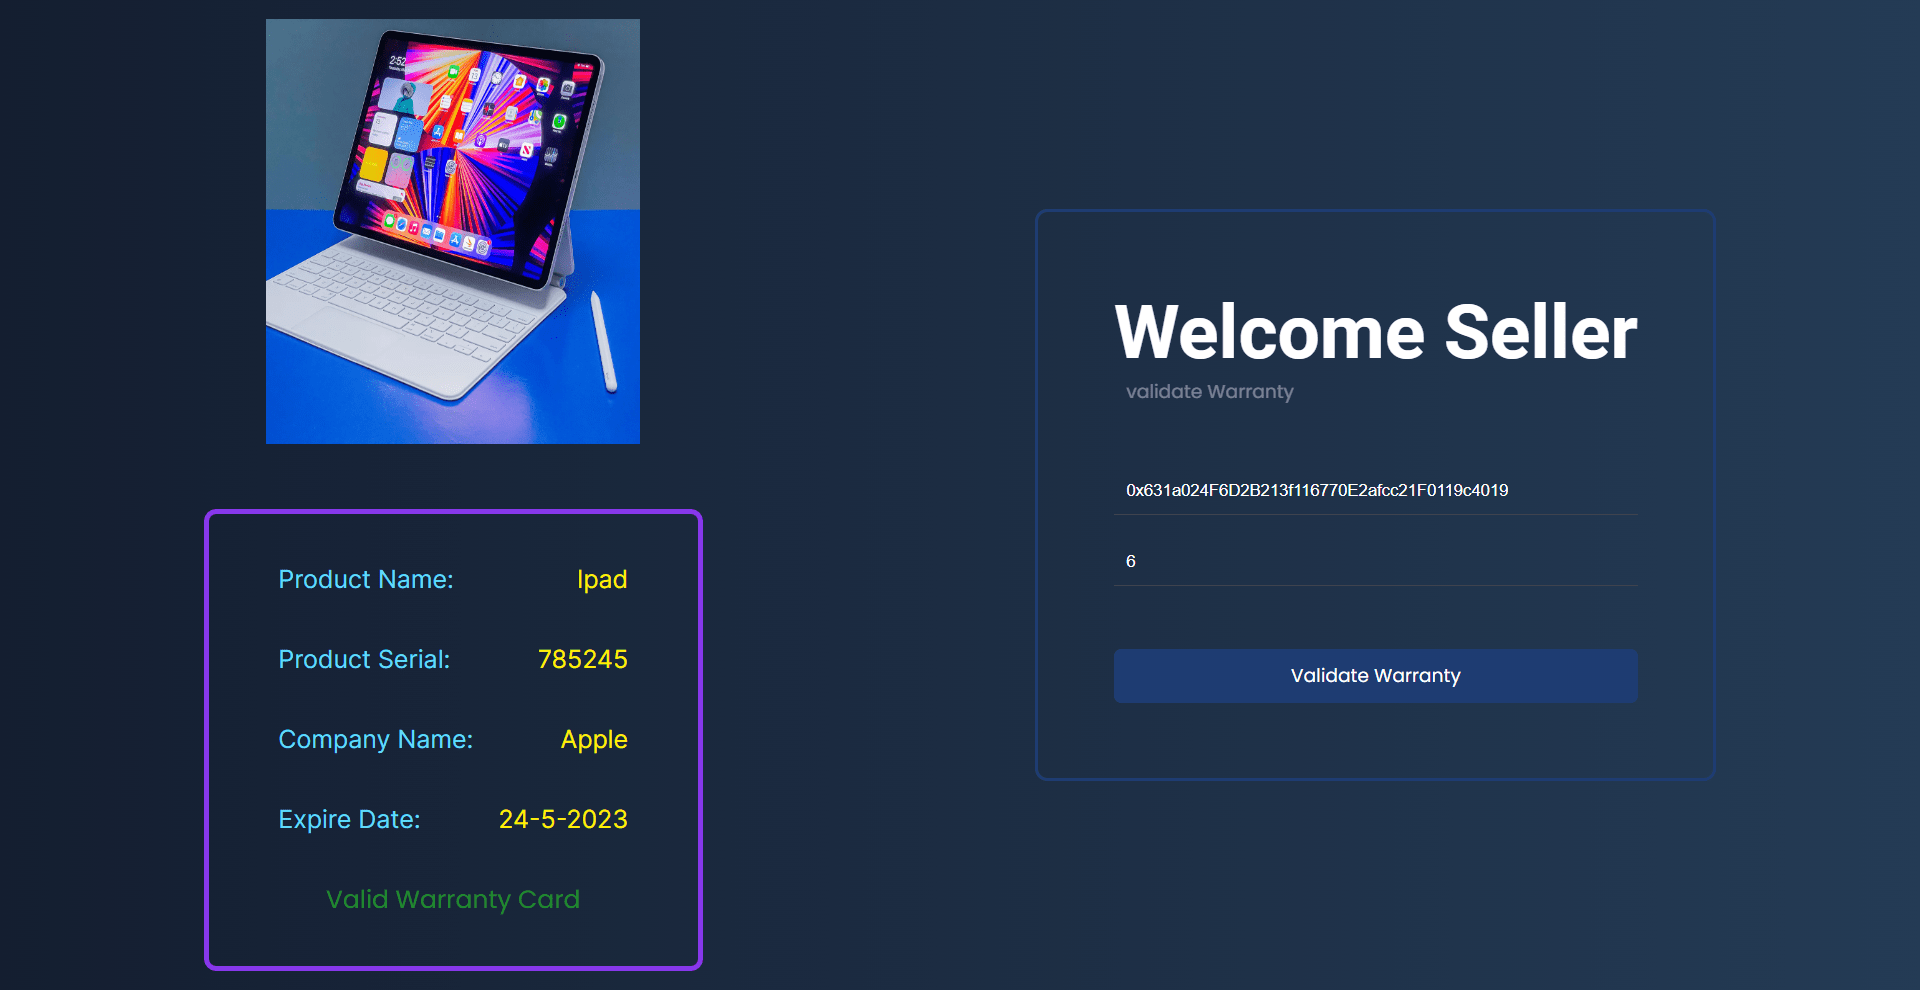 2:52
Product Name: Ipad
Product Serial: 785245
Company Name: Apple
Expire Date: 24-5-2023
Valid Warranty Card
Welcome Seller
validate Warranty
0x631a024F6D2B213f116770E2afcc21F0119c4019
6
Validate Warranty